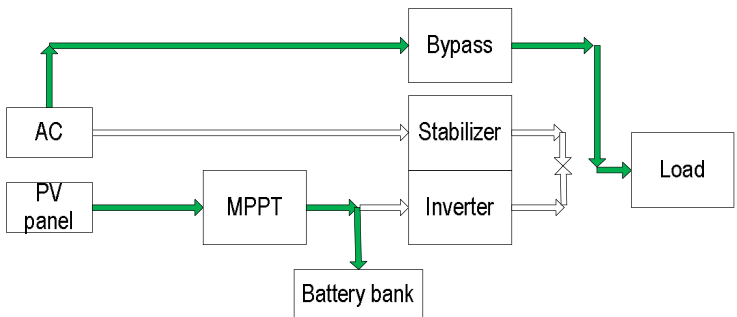 Bypass
AC
Stabilizer
Load
PV
panel
MPPT
Inverter
Battery bank